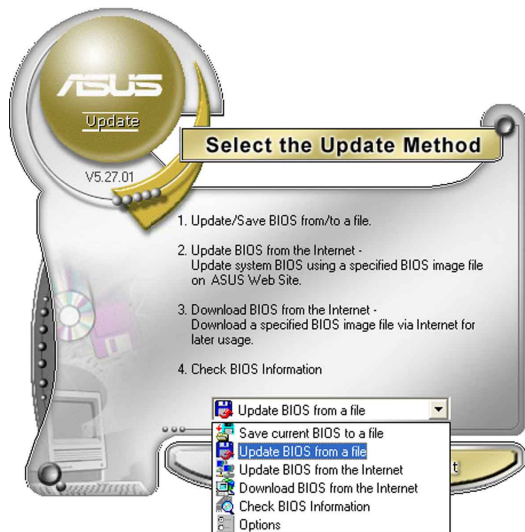 ASUS
Update
V5.27.01
Select the Update Method
1. Update/Save BIOS from/to a file.
2. Update BIOS from the Internet -
Update system BIOS using a specified BIOS image file
on ASUS Web Site.
3. Download BIOS from the Internet -
Download a specified BIOS image file via Internet for
later usage.
4. Check BIOS Information
Update BIOS from a file
Save current BIOS to a file
Update BIOS from a file
Update BIOS from the Internet
Download BIOS from the Internet
Check BIOS Information
Options